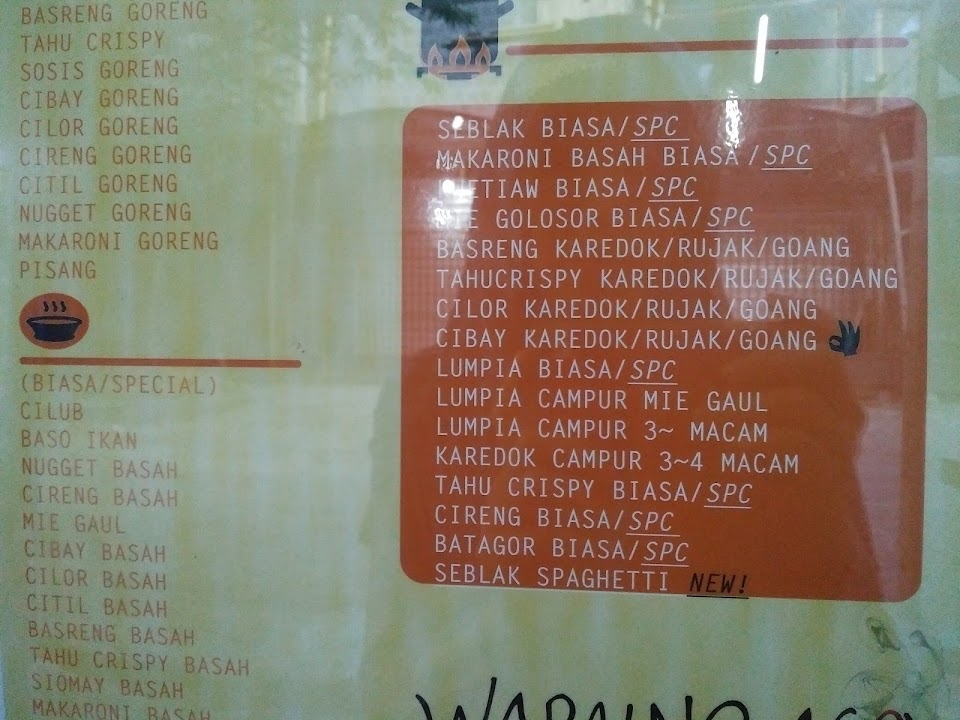 BASRENG GORENG
TAHU CRISPY
SOSIS GORENG
CIBAY GORENG
CILOR GORENG
CIRENG GORENG
CITIL GORENG
NUGGET GORENG
MAKARONI GORENG
PISANG
(BIASA/SPECIAL)
CILUB
BASO IKAN
NUGGET BASAH
CIRENG BASAH
MIE GAUL
CIBAY BASAH
CILOR BASAH
CITIL BASAH
BASRENG BASAH
TAHU CRISPY BASAH
SIOMAY BASAH
MAKARONI BASAH
SEBLAK BIASA/SPC
MAKARONI BASAH BIASA /SPC
BIASA/SPC
MIE GOLOSOR BIASA/SPC
BASRENG KAREDOK/RUJAK/GOANG
TAHUCRISPY KAREDOK/RUJAK/GOANG
CILOR KAREDOK/RUJAK/GOANG
CIBAY KAREDOK/RUJAK/GOANG
LUMPIA BIASA/SPC
LUMPIA CAMPUR MIE GAUL
LUMPIA CAMPUR 3~ MACAM
KAREDOK CAMPUR 3~4 MACAM
TAHU CRISPY BIASA/SPC
CIRENG BIASA/SPC
BATAGOR BIASA/SPC
SEBLAK SPAGHETTI NEW!